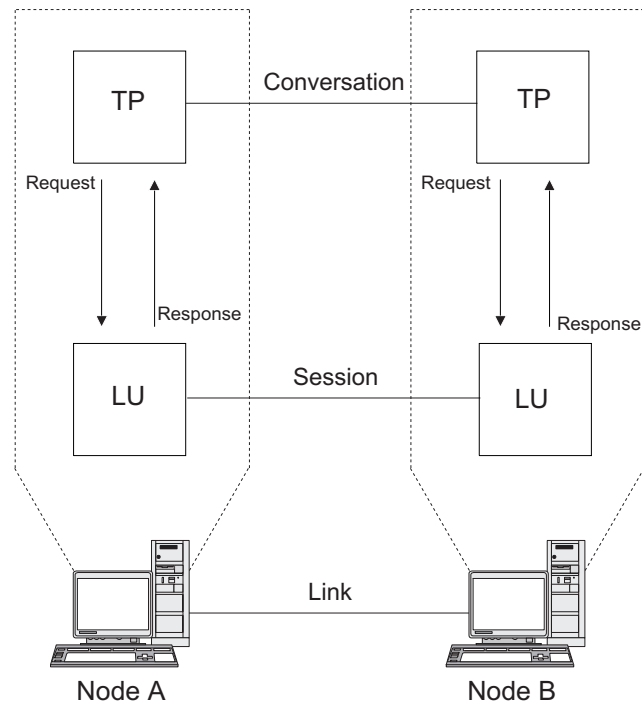 TP
Conversation
TP
Request
Request
Response
Response
LU
Session
LU
Link
Node A
Node B